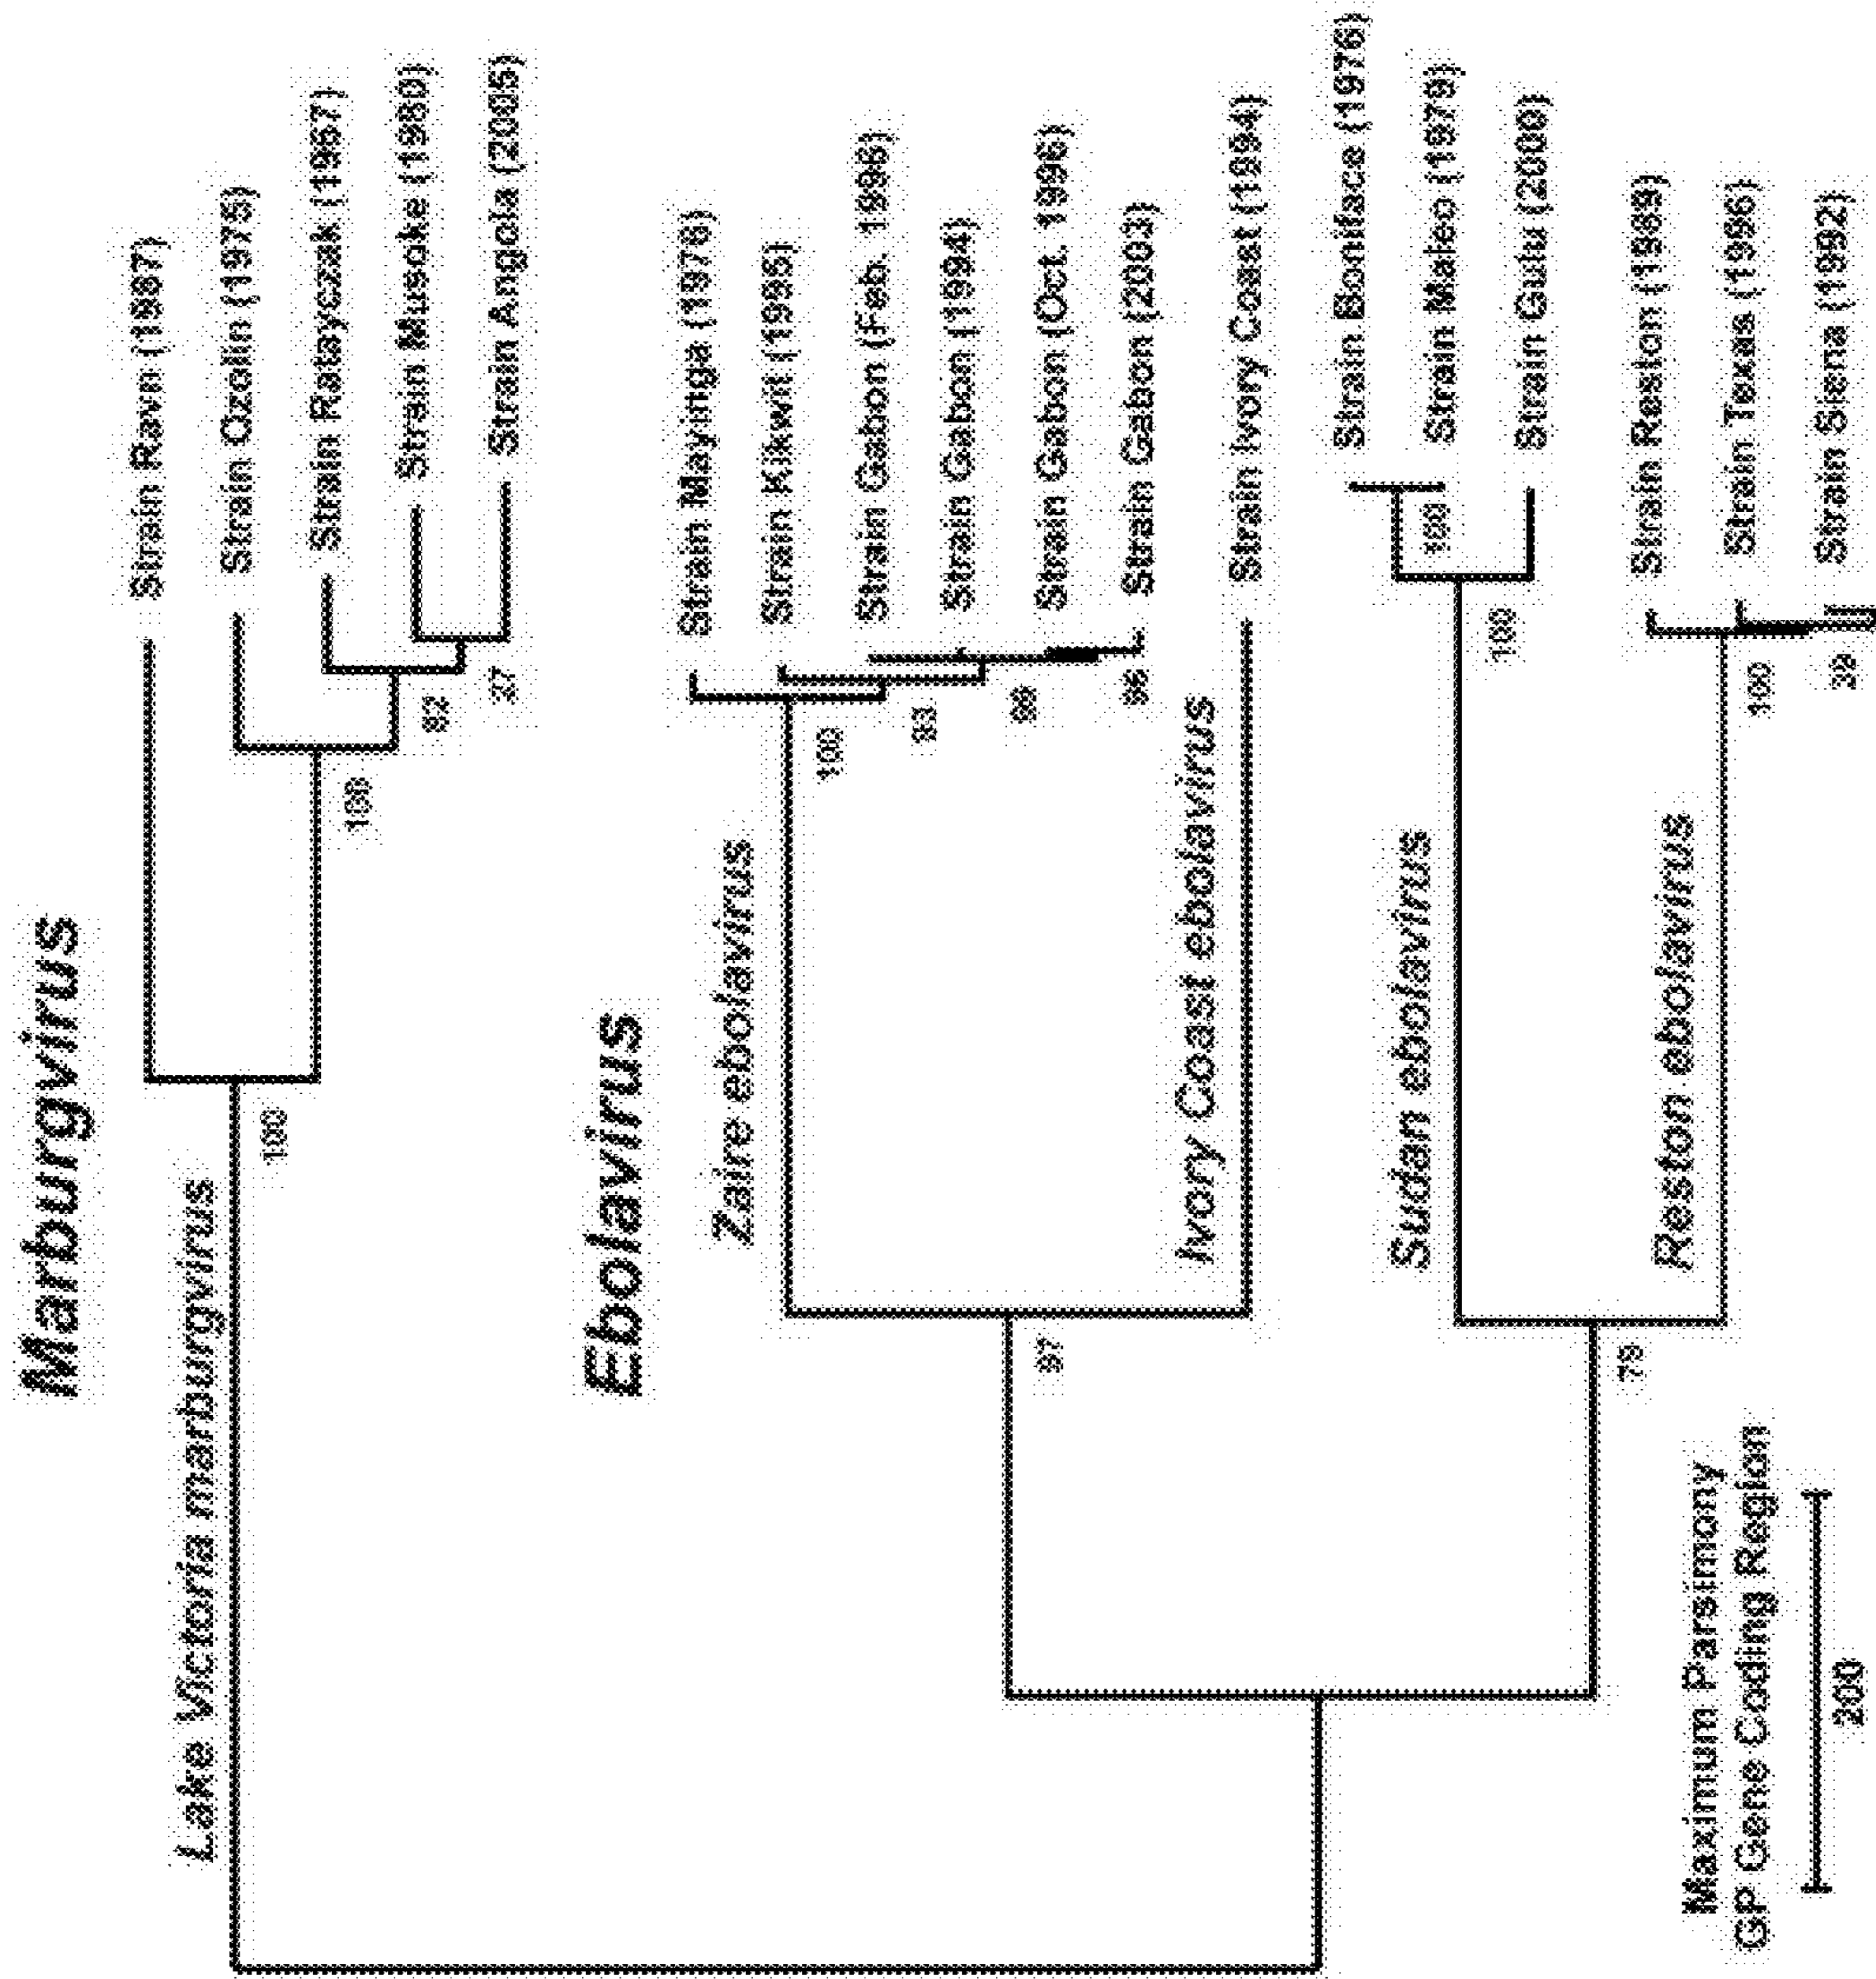 Marburgvirus
Lake Victoria marburgvirus
Strain Ravn (1987)
100
Strain Ozolin (1975)
100
Strain Ratayczak (1967)
82
Strain Musoke (1980)
Strain Angola (2005)
Ebolavirus
Zaire ebolavirus
Strain Mayinga (1976)
100
Strain Kikwit (1995)
93
Strain Gabon (Feb. 1996)
Strain Gabon (1994)
99
Strain Gabon (Oct. 1996)
Strain Gabon (2003)
97
Ivory Coast ebolavirus
Strain Ivory Coast (1994)
Sudan ebolavirus
Strain Boniface (1976)
100
Strain Maleo (1979)
100
Strain Gulu (2000)
79
Reston ebolavirus
Strain Reston (1989)
100
Strain Texas (1996)
39
Strain Siena (1992)
Maximum Parsimony
GP Gene Coding Region
200